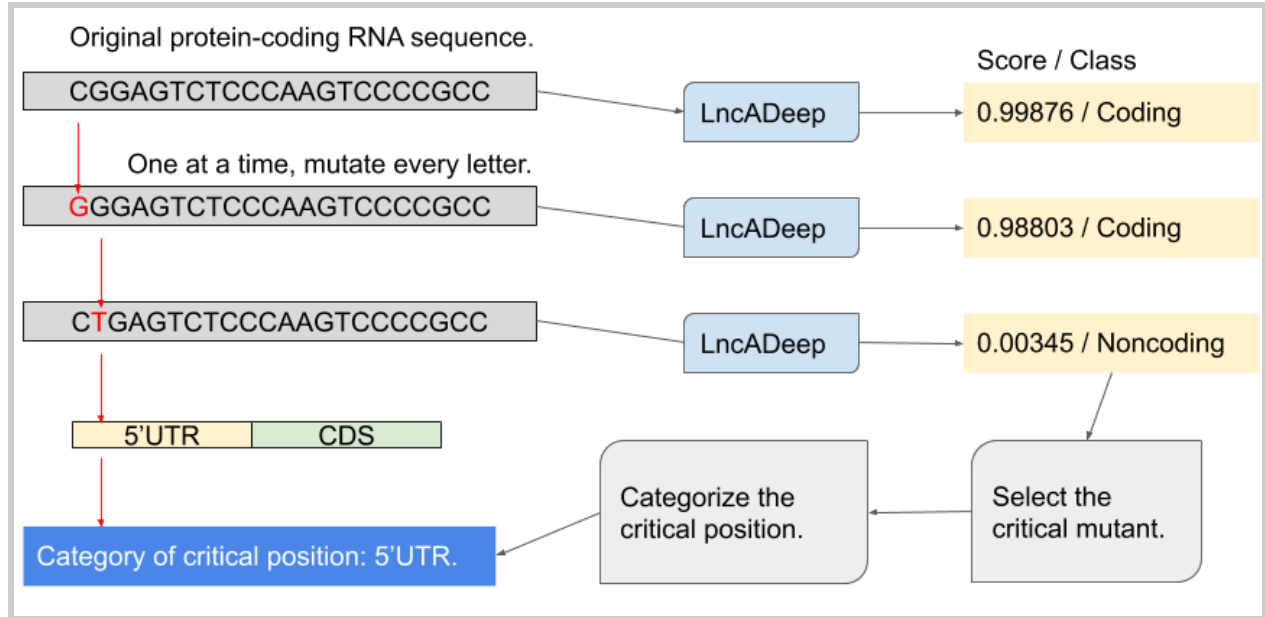 Original protein-coding RNA sequence.
Score / Class
CGGAGTCTCCCAAGTCCCCGCC
LncADeep
0.99876 / Coding
One at a time, mutate every letter.
GGGAGTCTCCCAAGTCCCCGCC
LncADeep
0.98803 / Coding
CTGAGTCTCCCAAGTCCCCGCC
LncADeep
0.00345 / Noncoding
5'UTR
CDS
Categorize the
critical position.
Select the
critical mutant.
Category of critical position: 5'UTR.